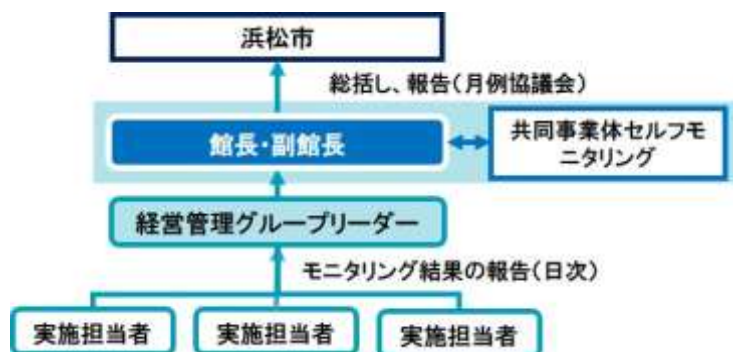 浜松市
総括し、報告(月例協議会)
館長・副館長
共同事業体セルフモ
ニタリング
経営管理グループリーダー
モニタリング結果の報告(日次)
実施担当者
実施担当者
実施担当者